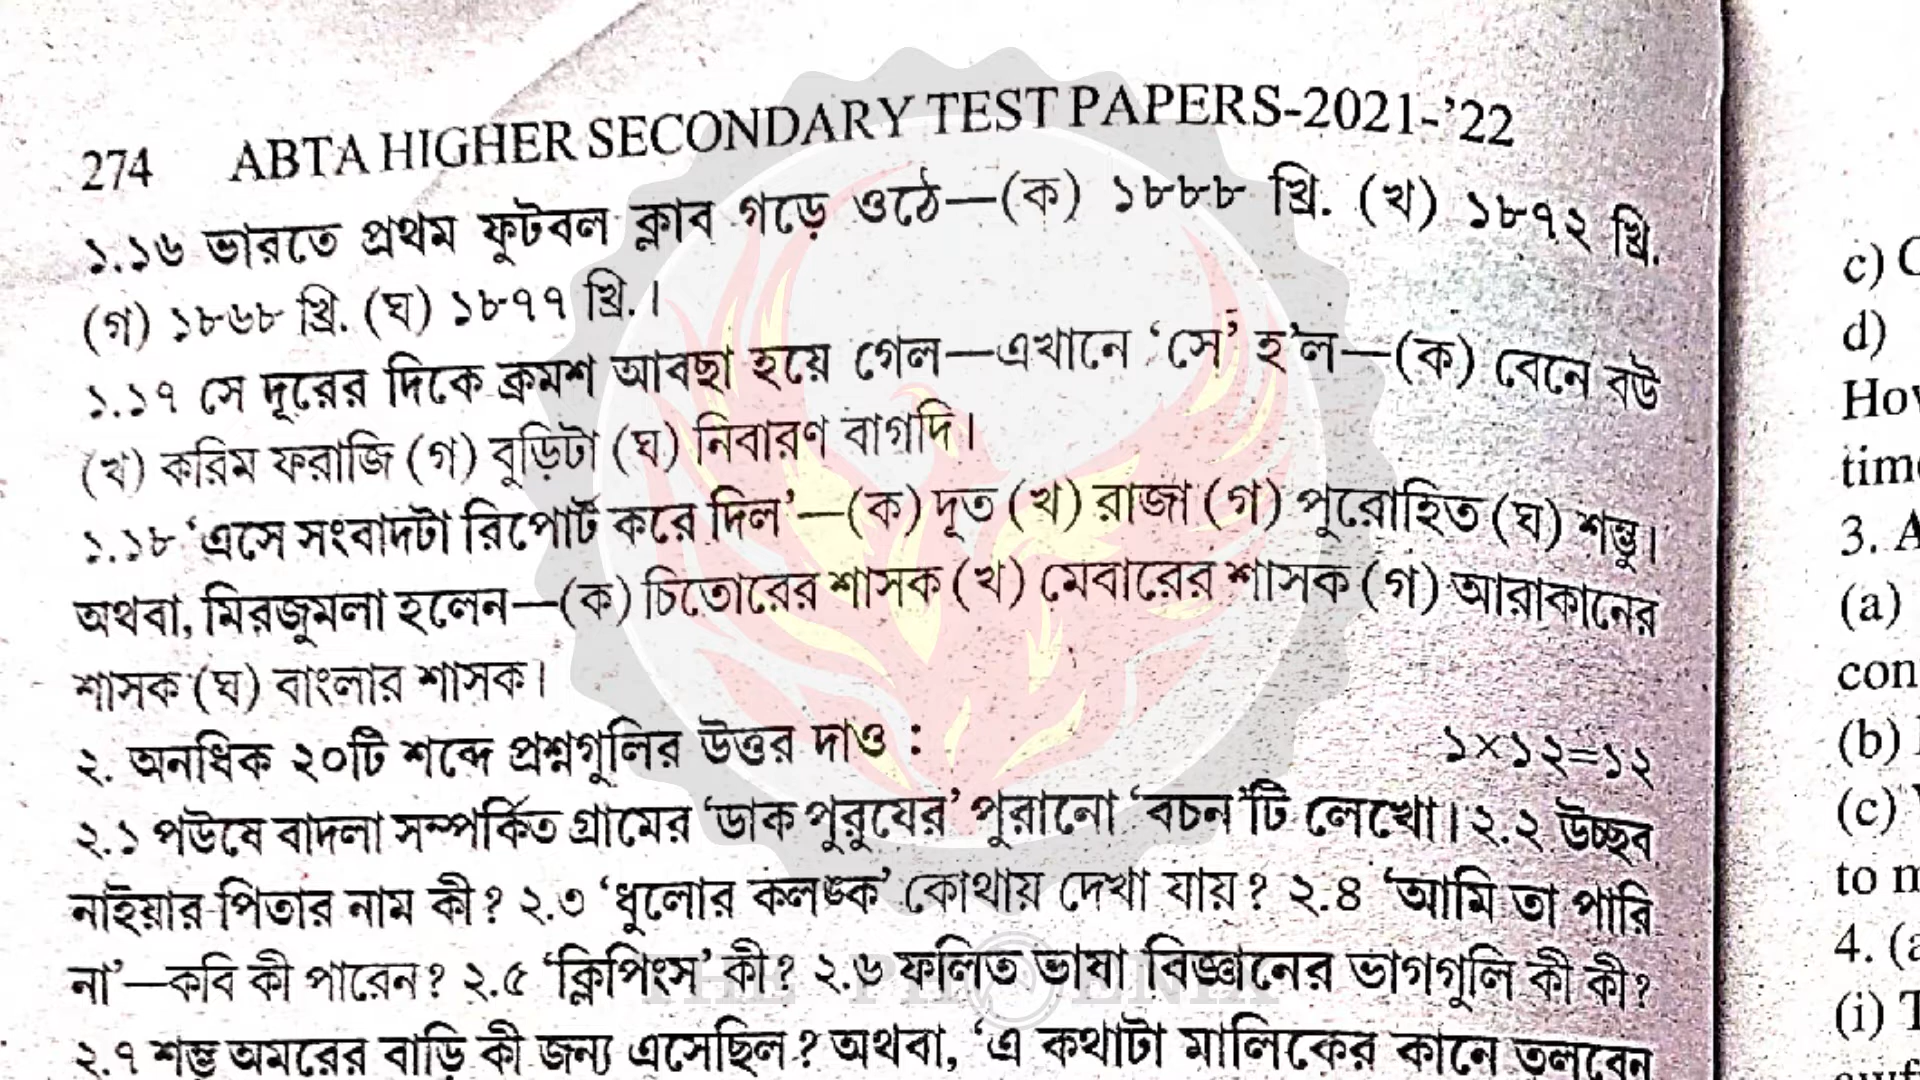 274 ABTA HIGHER SECONDARY TEST PAPERS-2021-’22
১.১৬ ভারতে প্রথম ফুটবল ক্লাব গড়ে ওঠে—(ক) ১৮৮৮ খ্রি. (খ) ১৮৭২ খ্রি.
(গ) ১৮৬৮ খ্রি. (ঘ) ১৮৭৭ খ্রি.।
১.১৭ সে দূরের দিকে ক্রমশ আবছা হয়ে গেল—এখানে ‘সে’ হ’ল—(ক) বেনে বউ
(খ) করিম ফরাজি (গ) বুড়িটা (ঘ) নিবারণ বাগদি।
১.১৮ ‘এসে সংবাদটা রিপোর্ট করে দিল’—(ক) দূত (খ) রাজা (গ) পুরোহিত (ঘ) শম্ভু।
অথবা, মিরজুমলা হলেন—(ক) চিতোরের শাসক (খ) মেবারের শাসক (গ) আরাকানের
শাসক (ঘ) বাংলার শাসক।
২. অনধিক ২০টি শব্দে প্রশ্নগুলির উত্তর দাও : ১×১২=১২
২.১ পউষে বাদলা সম্পর্কিত গ্রামের ‘ডাক পুরুষের’ পুরানো ‘বচন’টি লেখো। ২.২ উচ্ছব
নাইয়ার পিতার নাম কী? ২.৩ ‘ধুলোর কলঙ্ক’ কোথায় দেখা যায়? ২.৪ ‘আমি তা পারি
না’—কবি কী পারেন? ২.৫ ‘ক্লিপিংস’ কী? ২.৬ ফলিত ভাষা বিজ্ঞানের ভাগগুলি কী কী?
২.৭ শম্ভু অমরের বাড়ি কী জন্য এসেছিল? অথবা, ‘এ কথাটা মালিকের কানে তুলবেন
c)
d)
3. A
(a)
con
(b)
(c)
to m
4. (a
(i) T
THE PHOENIX